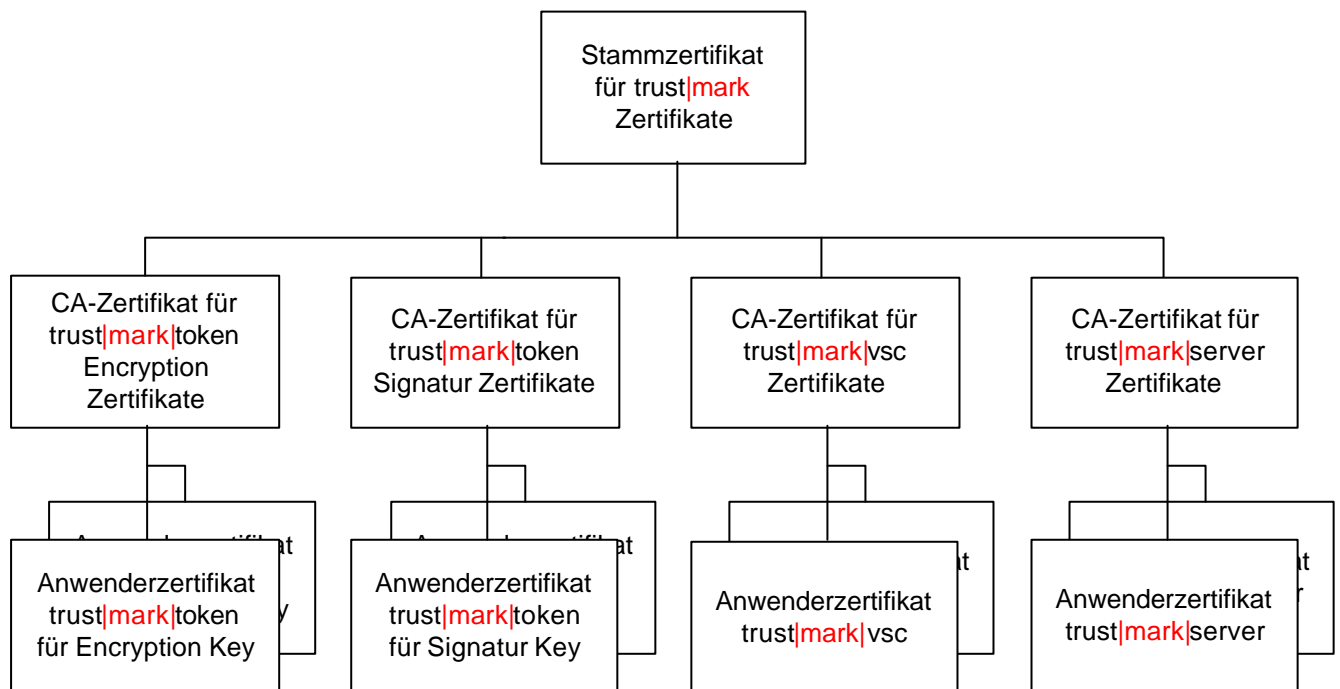 Stammzertifikat
für trust|mark
Zertifikate
CA-Zertifikat für
trust|mark|token
Encryption
Zertifikate
CA-Zertifikat für
trust|mark|token
Signatur Zertifikate
CA-Zertifikat für
trust|mark|vsc
Zertifikate
CA-Zertifikat für
trust|mark|server
Zertifikate
Anwenderzertifikat
trust|mark|token
für Encryption Key
Anwenderzertifikat
trust|mark|token
für Signatur Key
Anwenderzertifikat
trust|mark|vsc
Anwenderzertifikat
trust|mark|server